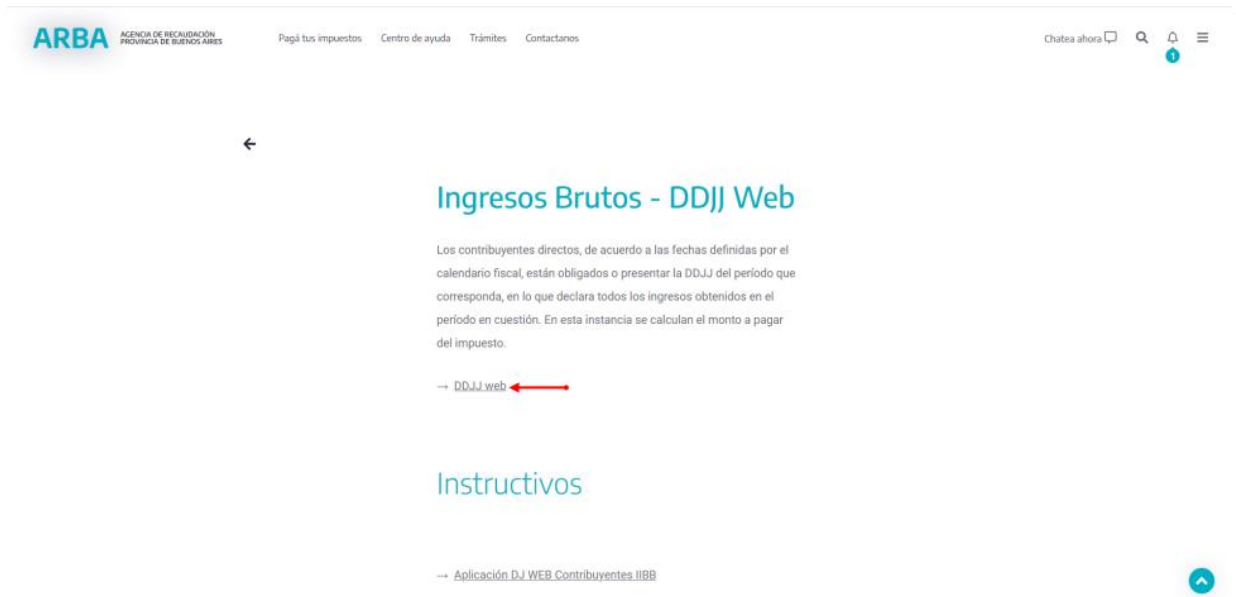 ARBA
AGENCIA DE RECAUDACIÓN
PROVINCIA DE BUENOS AIRES
Pagá tus impuestos
Centro de ayuda
Trámites
Contactanos
Chatea ahora
1
Ingresos Brutos - DDJJ Web
Los contribuyentes directos, de acuerdo a las fechas definidas por el
calendario fiscal, están obligados o presentar la DDJJ del período que
corresponda, en lo que declara todos los ingresos obtenidos en el
período en cuestión. En esta instancia se calculan el monto a pagar
del impuesto.
→ DDJJ web
Instructivos
→ Aplicación DJ WEB Contribuyentes IIBB